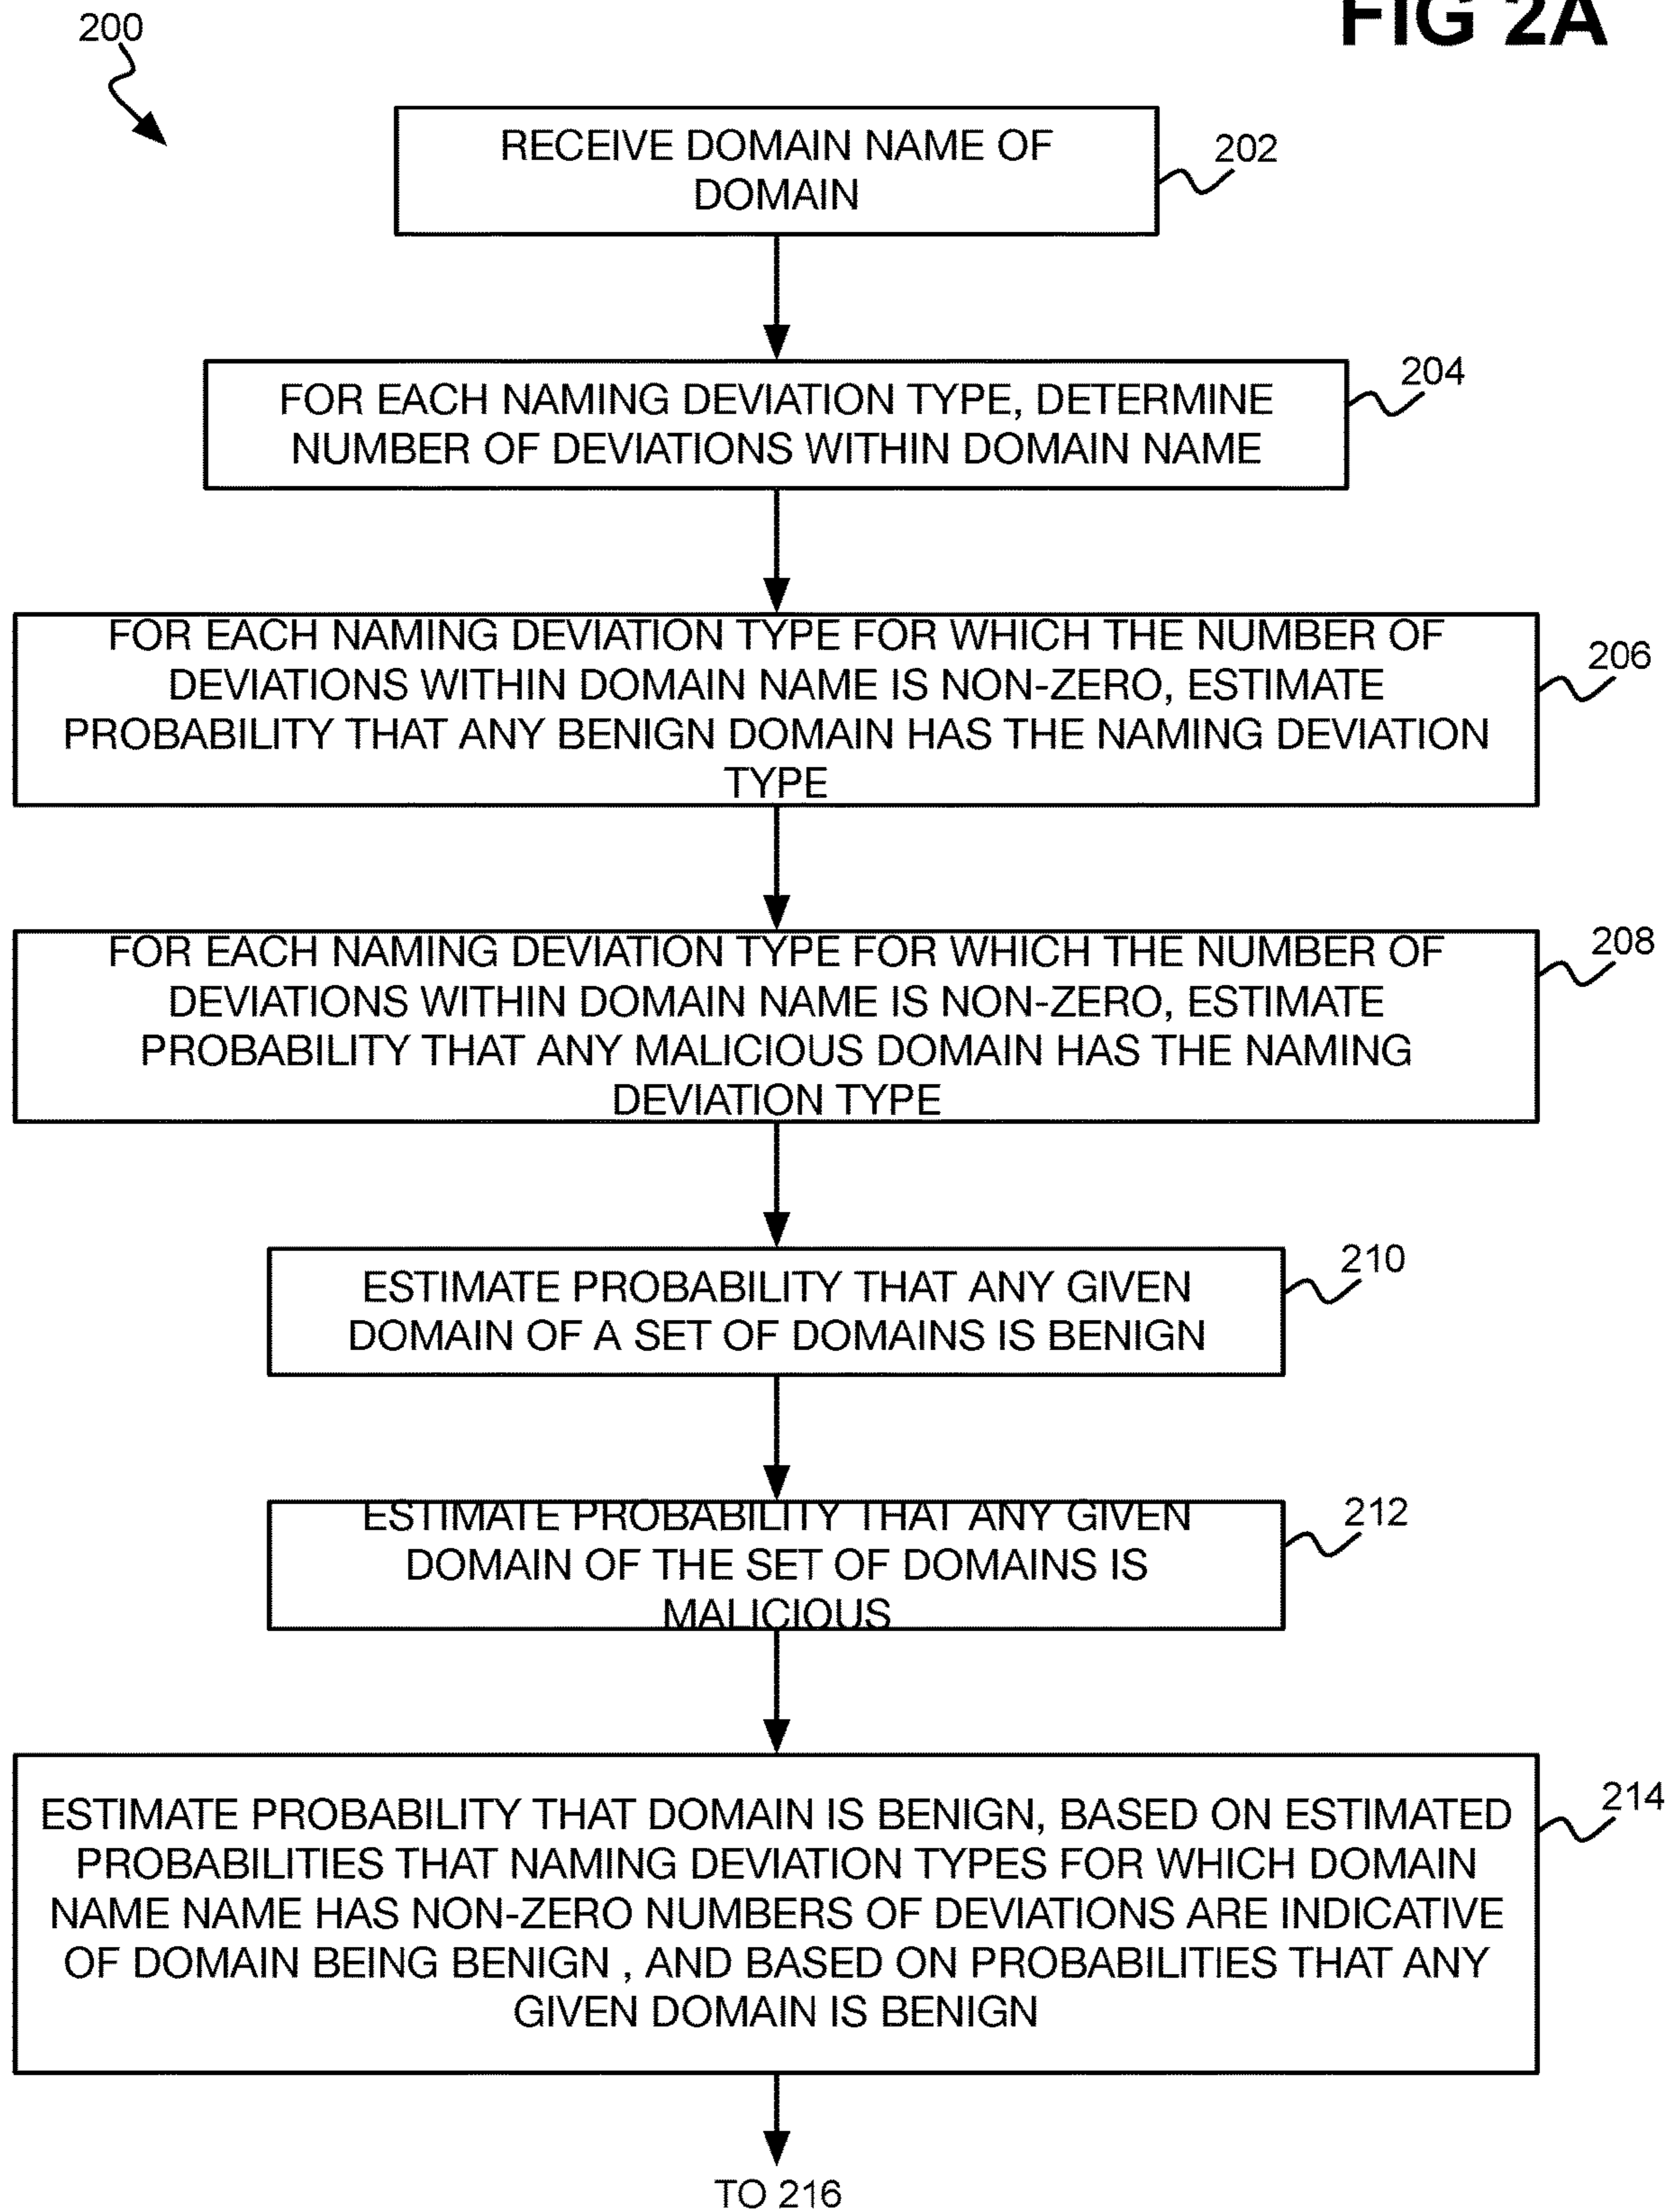 FIG 2A
200
RECEIVE DOMAIN NAME OF
DOMAIN
202
FOR EACH NAMING DEVIATION TYPE, DETERMINE
NUMBER OF DEVIATIONS WITHIN DOMAIN NAME
204
FOR EACH NAMING DEVIATION TYPE FOR WHICH THE NUMBER OF
DEVIATIONS WITHIN DOMAIN NAME IS NON-ZERO, ESTIMATE
PROBABILITY THAT ANY BENIGN DOMAIN HAS THE NAMING DEVIATION
TYPE
206
FOR EACH NAMING DEVIATION TYPE FOR WHICH THE NUMBER OF
DEVIATIONS WITHIN DOMAIN NAME IS NON-ZERO, ESTIMATE
PROBABILITY THAT ANY MALICIOUS DOMAIN HAS THE NAMING
DEVIATION TYPE
208
ESTIMATE PROBABILITY THAT ANY GIVEN
DOMAIN OF A SET OF DOMAINS IS BENIGN
210
ESTIMATE PROBABILITY THAT ANY GIVEN
DOMAIN OF THE SET OF DOMAINS IS
MALICIOUS
212
ESTIMATE PROBABILITY THAT DOMAIN IS BENIGN, BASED ON ESTIMATED
PROBABILITIES THAT NAMING DEVIATION TYPES FOR WHICH DOMAIN
NAME NAME HAS NON-ZERO NUMBERS OF DEVIATIONS ARE INDICATIVE
OF DOMAIN BEING BENIGN , AND BASED ON PROBABILITIES THAT ANY
GIVEN DOMAIN IS BENIGN
214
TO 216